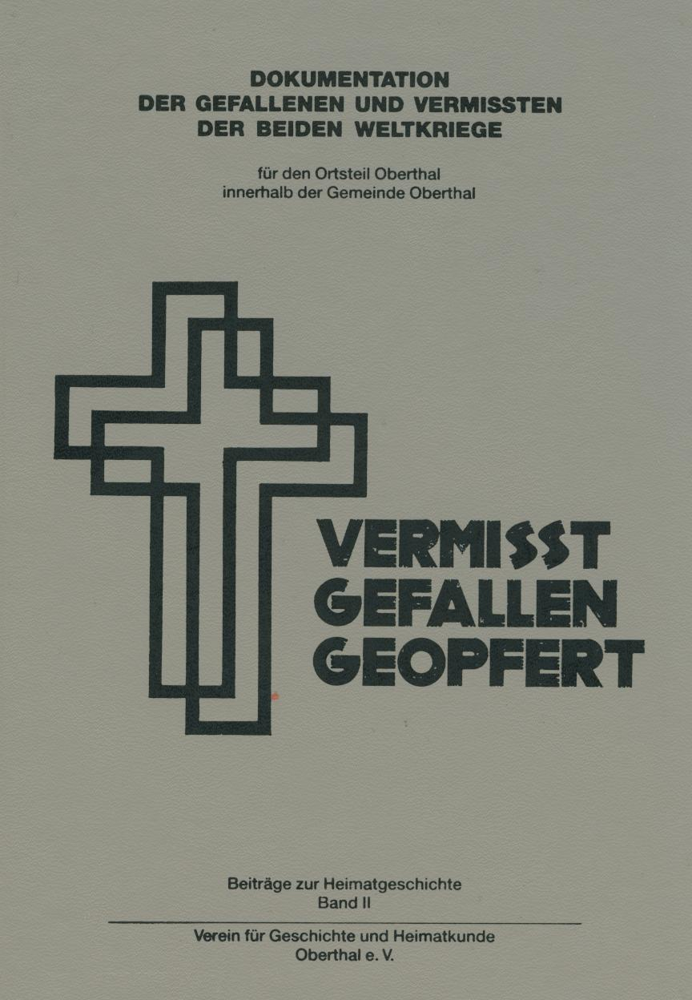 DOKUMENTATION
DER GEFALLENEN UND VERMISSTEN
DER BEIDEN WELTKRIEGE
für den Ortsteil Oberthal
innerhalb der Gemeinde Oberthal
VERMISST
GEFALLEN
GEOPFERT
Beiträge zur Heimatgeschichte
Band II
Verein für Geschichte und Heimatkunde
Oberthal e. V.